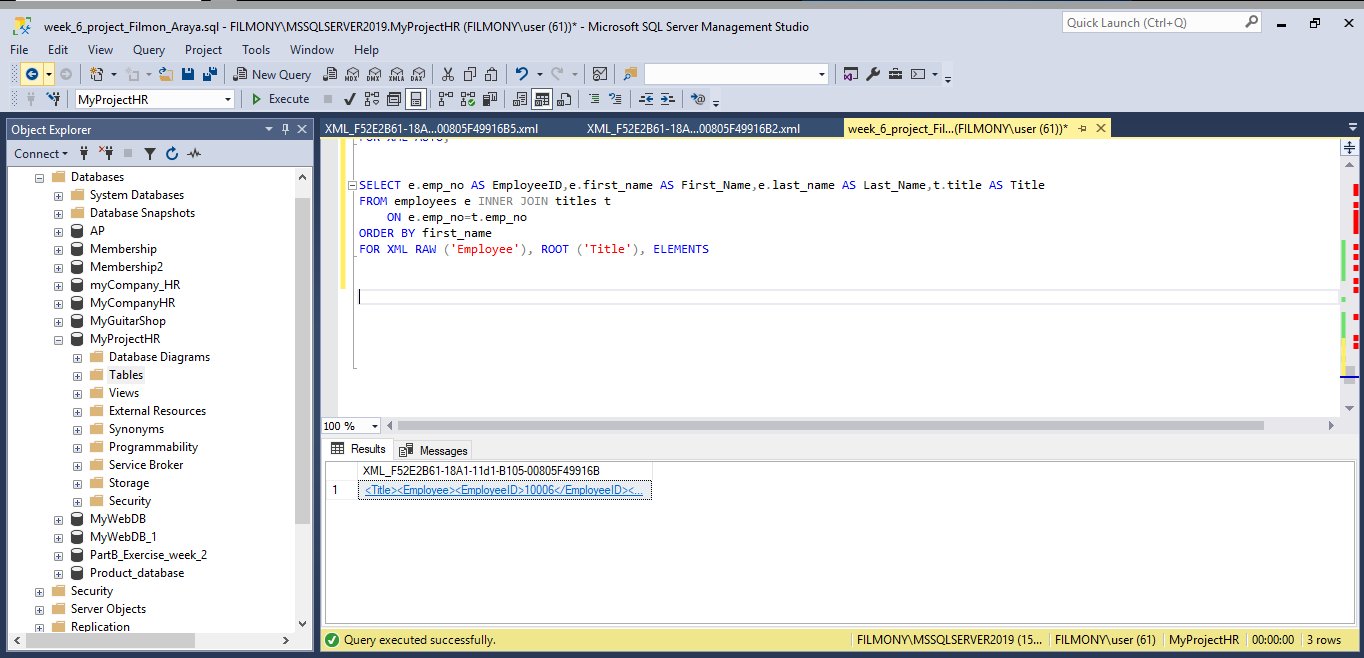 week_6_project_Filmon_Araya.sql - FILMONY\MSSQLSERVER2019.MyProjectHR (FILMONY\user (61))* - Microsoft SQL Server Management Studio
Quick Launch (Ctrl+Q)
File Edit View Query Project Tools Window Help
New Query MDX DMX XMLA DAX
MyProjectHR Execute
Object Explorer
XML_F52E2B61-18A...00805F49916B5.xml XML_F52E2B61-18A...00805F49916B2.xml week_6_project_Fil...(FILMONY\user (61))*
Connect
Databases
System Databases
Database Snapshots
AP
Membership
Membership2
myCompany_HR
MyCompanyHR
MyGuitarShop
MyProjectHR
Database Diagrams
Tables
Views
External Resources
Synonyms
Programmability
Service Broker
Storage
Security
MyWebDB
MyWebDB_1
PartB_Exercise_week_2
Product_database
Security
Server Objects
Replication
FOR XML AUTO;
SELECT e.emp_no AS EmployeeID,e.first_name AS First_Name,e.last_name AS Last_Name,t.title AS Title
FROM employees e INNER JOIN titles t
ON e.emp_no=t.emp_no
ORDER BY first_name
FOR XML RAW ('Employee'), ROOT ('Title'), ELEMENTS
100 %
Results Messages
XML_F52E2B61-18A1-11d1-B105-00805F49916B
1 <Title><Employee><EmployeeID>10006</EmployeeID><...
Query executed successfully. FILMONY\MSSQLSERVER2019 (15... FILMONY\user (61) MyProjectHR 00:00:00 3 rows